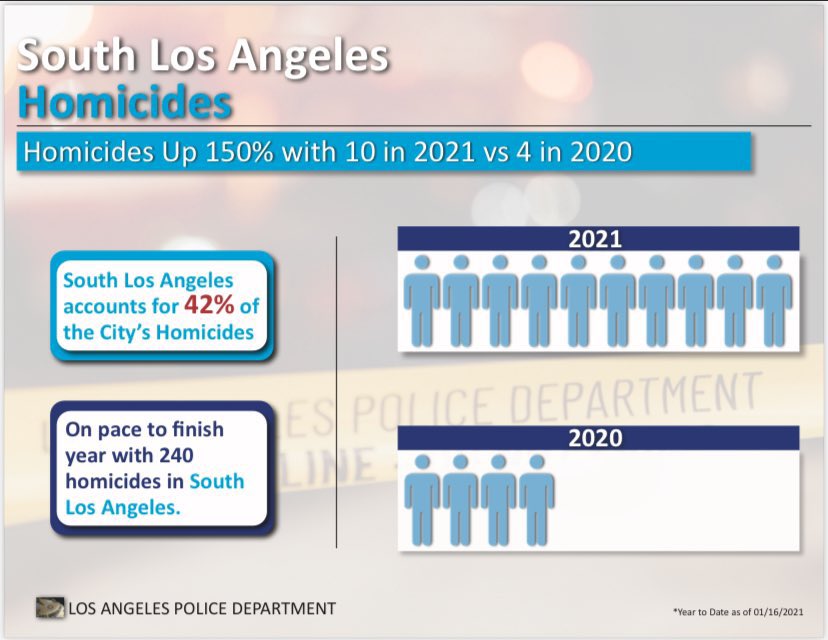 South Los Angeles
Homicides
Homicides Up 150% with 10 in 2021 vs 4 in 2020
South Los Angeles
accounts for 42% of
the City's Homicides
On pace to finish
year with 240
homicides in South
Los Angeles.
2021
2020
ES POLICE DEPARTMENT
LINE
LOS ANGELES POLICE DEPARTMENT
*Year to Date as of 01/16/2021